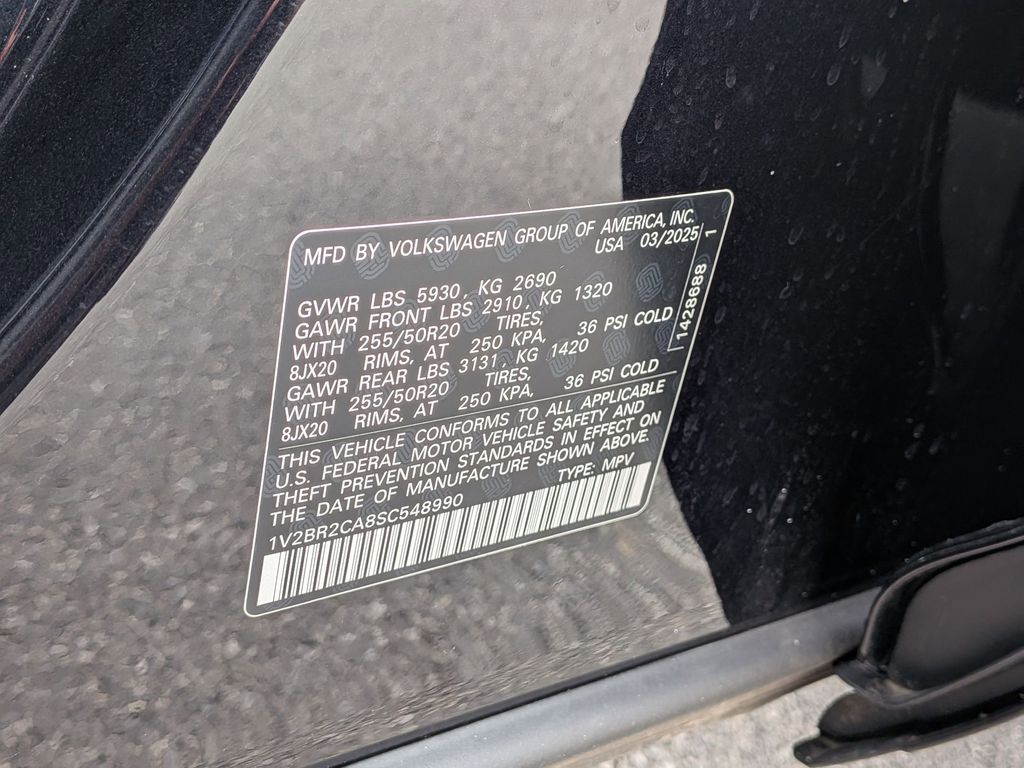 MFD BY VOLKSWAGEN GROUP OF AMERICA, INC.
USA 03/2025
GVWR LBS 5930, KG 2690
GAWR FRONT LBS 2910, KG 1320
WITH 255/50R20 TIRES,
8JX20 RIMS, AT 250 KPA, 36 PSI COLD
GAWR REAR LBS 3131, KG 1420
WITH 255/50R20 TIRES,
8JX20 RIMS, AT 250 KPA, 36 PSI COLD
THIS VEHICLE CONFORMS TO ALL APPLICABLE
U.S. FEDERAL MOTOR VEHICLE SAFETY AND
THEFT PREVENTION STANDARDS IN EFFECT ON
THE DATE OF MANUFACTURE SHOWN ABOVE.
1V2BR2CA8SC548990 TYPE: MPV
1428688
1